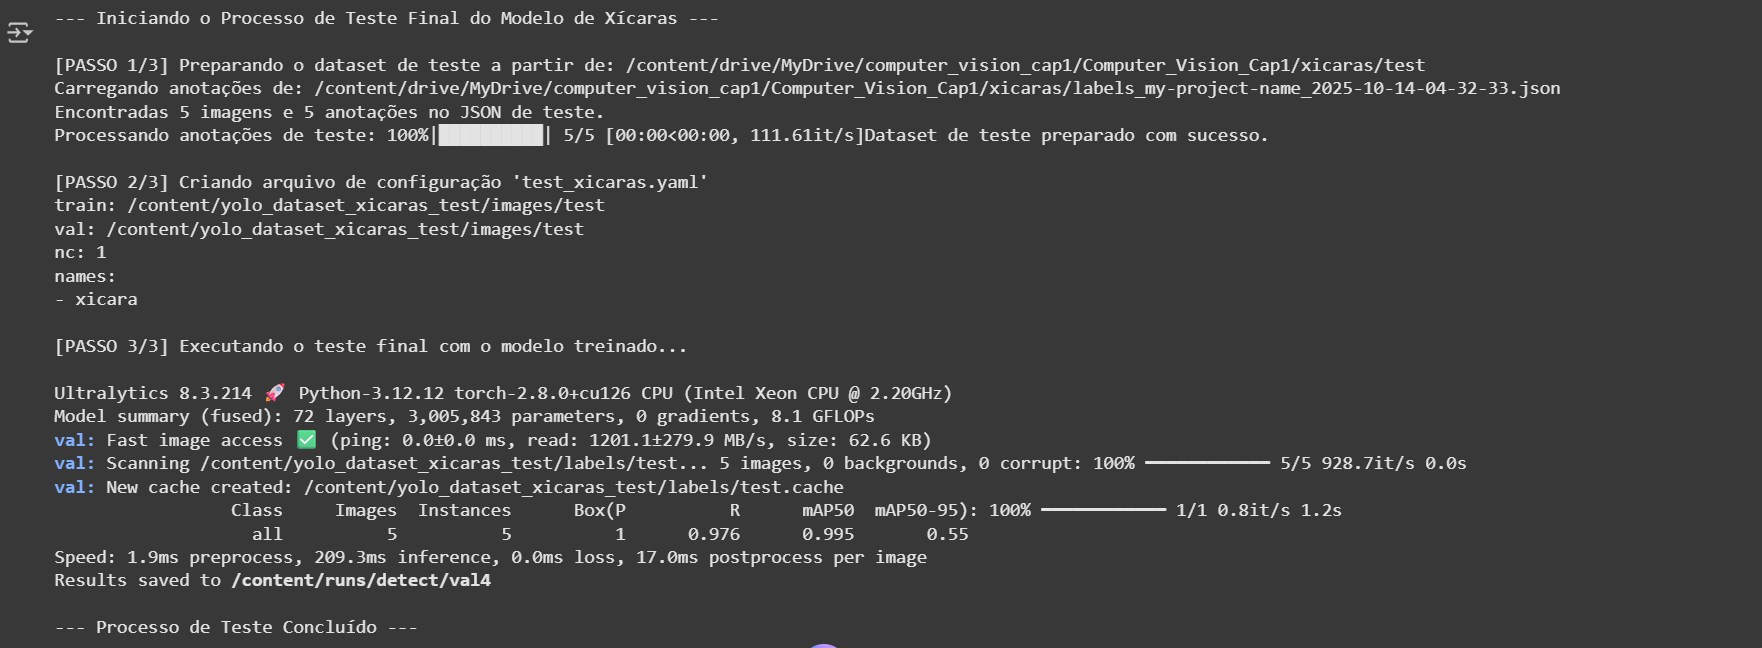 --- Iniciando o Processo de Teste Final do Modelo de Xícaras ---
[PASSO 1/3] Preparando o dataset de teste a partir de: /content/drive/MyDrive/computer_vision_cap1/Computer_Vision_Cap1/xicaras/test
Carregando anotações de: /content/drive/MyDrive/computer_vision_cap1/Computer_Vision_Cap1/xicaras/labels_my-project-name_2025-10-14-04-32-33.json
Encontradas 5 imagens e 5 anotações no JSON de teste.
Processando anotações de teste: 100%|██████████| 5/5 [00:00<00:00, 111.61it/s]Dataset de teste preparado com sucesso.
[PASSO 2/3] Criando arquivo de configuração 'test_xicaras.yaml'
train: /content/yolo_dataset_xicaras_test/images/test
val: /content/yolo_dataset_xicaras_test/images/test
nc: 1
names:
- xicara
[PASSO 3/3] Executando o teste final com o modelo treinado...
Ultralytics 8.3.214 🚀 Python-3.12.12 torch-2.8.0+cu126 CPU (Intel Xeon CPU @ 2.20GHz)
Model summary (fused): 72 layers, 3,005,843 parameters, 0 gradients, 8.1 GFLOPs
val: Fast image access ✅ (ping: 0.0±0.0 ms, read: 1201.1±279.9 MB/s, size: 62.6 KB)
val: Scanning /content/yolo_dataset_xicaras_test/labels/test... 5 images, 0 backgrounds, 0 corrupt: 100% ━━━━━━━━━━━━ 5/5 928.7it/s 0.0s
val: New cache created: /content/yolo_dataset_xicaras_test/labels/test.cache
Class Images Instances Box(P R mAP50 mAP50-95): 100% ━━━━━━━━━━━━ 1/1 0.8it/s 1.2s
all 5 5 1 0.976 0.995 0.55
Speed: 1.9ms preprocess, 209.3ms inference, 0.0ms loss, 17.0ms postprocess per image
Results saved to /content/runs/detect/val4
--- Processo de Teste Concluído ---